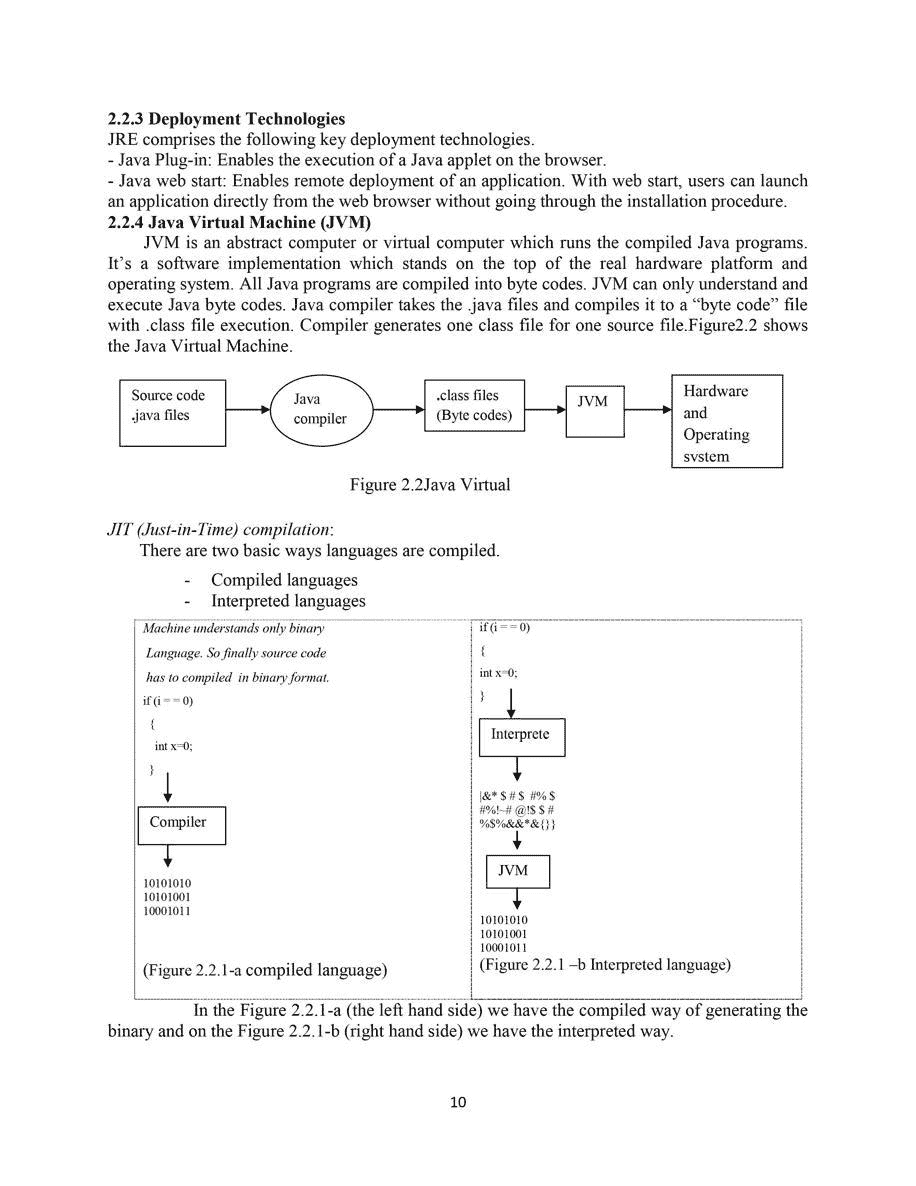 2.2.3 Deployment Technologies
JRE comprises the following key deployment technologies.
- Java Plug-in: Enables the execution of a Java applet on the browser.
- Java web start: Enables remote deployment of an application. With web start, users can launch
an application directly from the web browser without going through the installation procedure.
2.2.4 Java Virtual Machine (JVM)
JVM is an abstract computer or virtual computer which runs the compiled Java programs.
It's a software implementation which stands on the top of the real hardware platform and
operating system. All Java programs are compiled into byte codes. JVM can only understand and
execute Java byte codes. Java compiler takes the .java files and compiles it to a “byte code” file
with .class file execution. Compiler generates one class file for one source file.Figure2.2 shows
the Java Virtual Machine.
Source code
.java files
Java
compiler
.class files
(Byte codes)
JVM
Hardware
and
Operating
system
Figure 2.2Java Virtual
JIT (Just-in-Time) compilation:
There are two basic ways languages are compiled.
- Compiled languages
- Interpreted languages
Machine understands only binary
Language. So finally source code
has to compiled in binary format.
if (i = = 0)
{
int x=0;
}
Compiler
10101010
10101001
10001011
(Figure 2.2.1-a compiled language)
if (i = = 0)
{
int x=0;
}
Interprete
|&* $ # $ #% $
#%!~# @!$ $ #
%$%&&*&{}}
JVM
10101010
10101001
10001011
(Figure 2.2.1 –b Interpreted language)
In the Figure 2.2.1-a (the left hand side) we have the compiled way of generating the
binary and on the Figure 2.2.1-b (right hand side) we have the interpreted way.
10